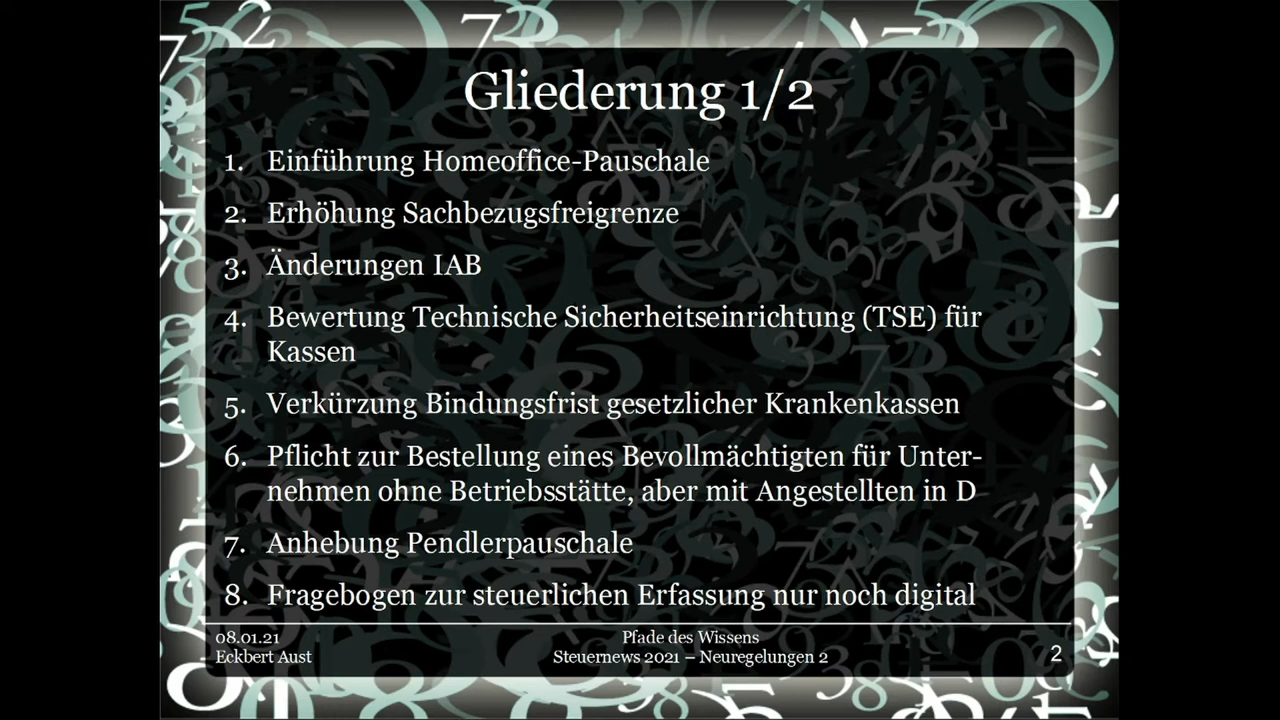 Gliederung 1/2
1. Einführung Homeoffice-Pauschale
2. Erhöhung Sachbezugsfreigrenze
3. Änderungen IAB
4. Bewertung Technische Sicherheitseinrichtung (TSE) für
Kassen
5. Verkürzung Bindungsfrist gesetzlicher Krankenkassen
6. Pflicht zur Bestellung eines Bevollmächtigten für Unter-
nehmen ohne Betriebsstätte, aber mit Angestellten in D
7. Anhebung Pendlerpauschale
8. Fragebogen zur steuerlichen Erfassung nur noch digital
08.01.21
Eckbert Aust
Pfade des Wissens
Steuernews 2021 – Neuregelungen 2
2